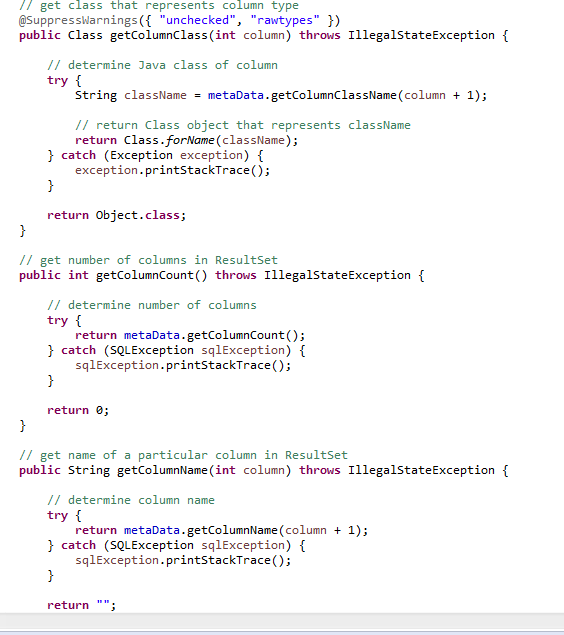 // get class that represents column type
@SuppressWarnings({ "unchecked", "rawtypes" })
public Class getColumnClass(int column) throws IllegalStateException {
// determine Java class of column
try {
String className = metaData.getColumnClassName(column + 1);
// return Class object that represents className
return Class.forName(className);
} catch (Exception exception) {
exception.printStackTrace();
}
return Object.class;
}
// get number of columns in ResultSet
public int getColumnCount() throws IllegalStateException {
// determine number of columns
try {
return metaData.getColumnCount();
} catch (SQLException sqlException) {
sqlException.printStackTrace();
}
return 0;
}
// get name of a particular column in ResultSet
public String getColumnName(int column) throws IllegalStateException {
// determine column name
try {
return metaData.getColumnName(column + 1);
} catch (SQLException sqlException) {
sqlException.printStackTrace();
}
return "";